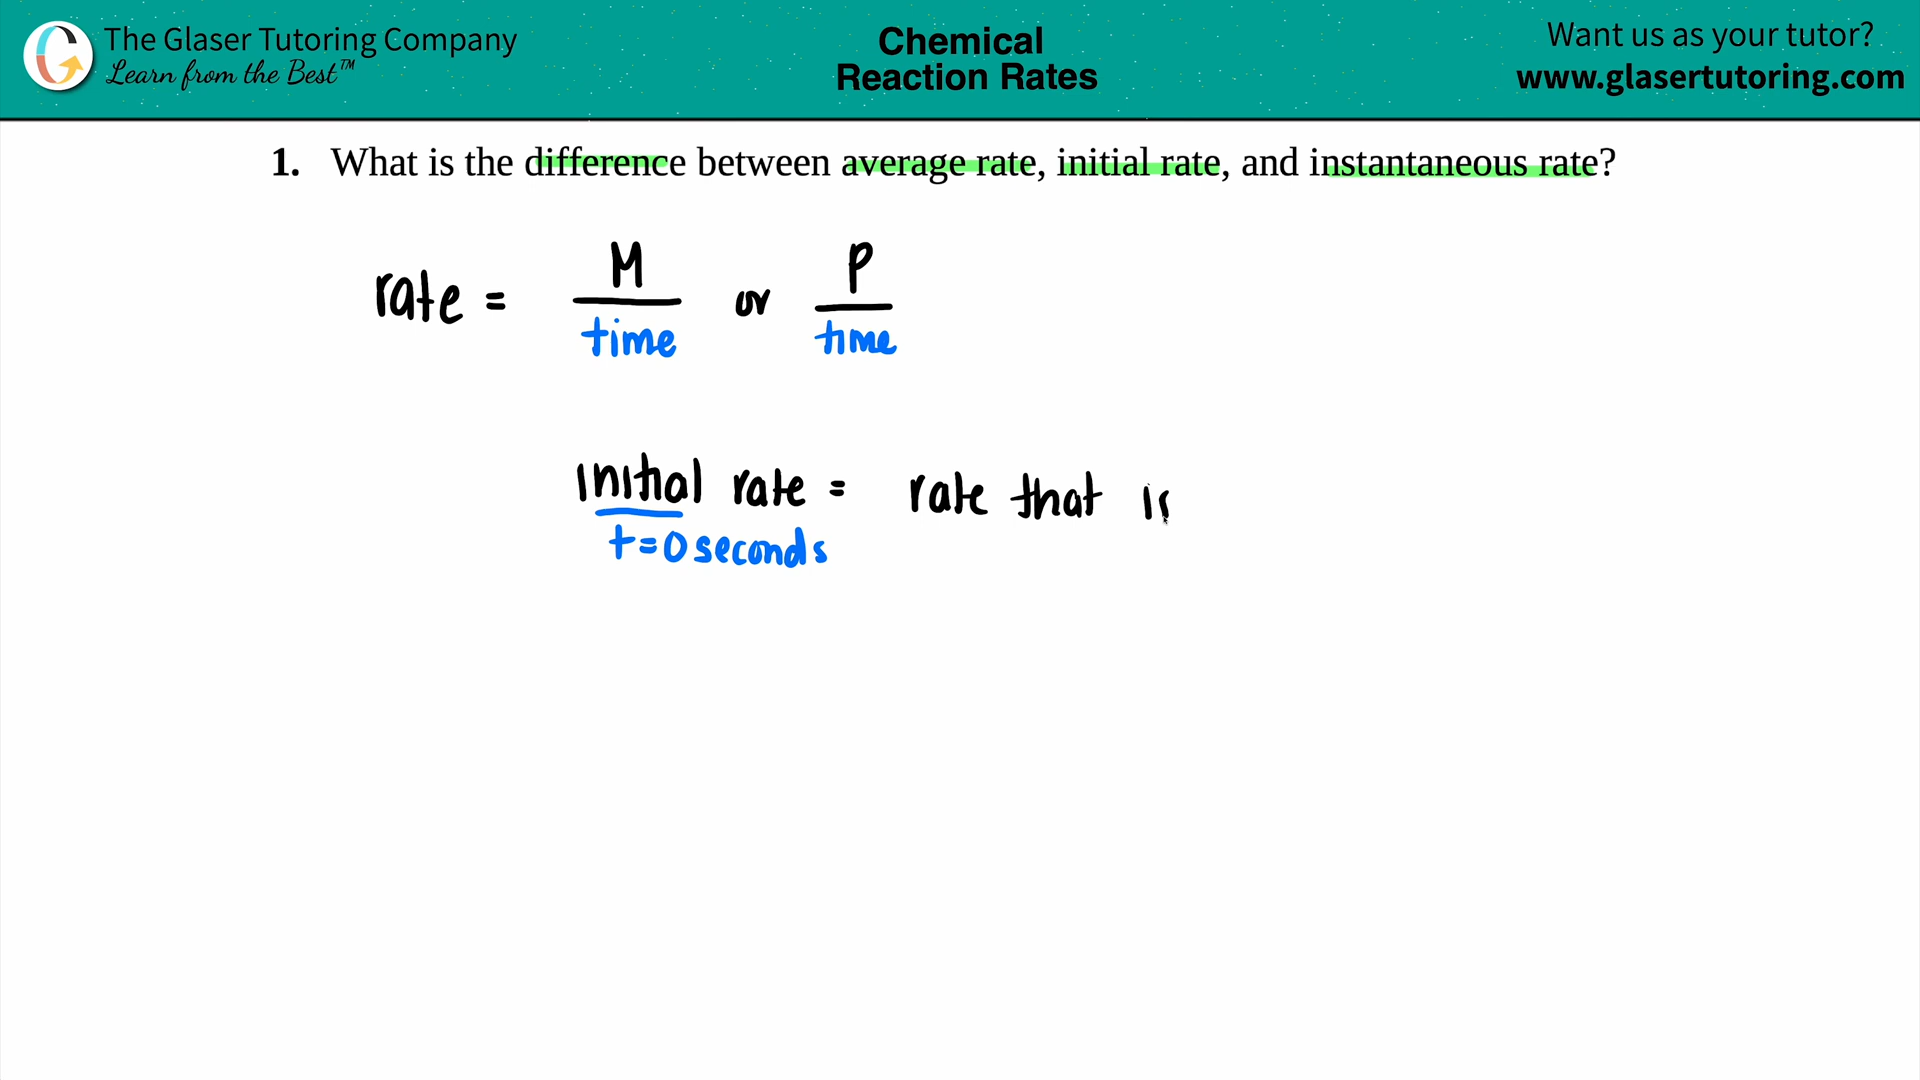 The Glaser Tutoring Company
Learn from the Best™
Chemical
Reaction Rates
Want us as your tutor?
www.glasertutoring.com
1. What is the difference between average rate, initial rate, and instantaneous rate?
rate = M / time or P / time
initial rate = rate that is
t=0 seconds